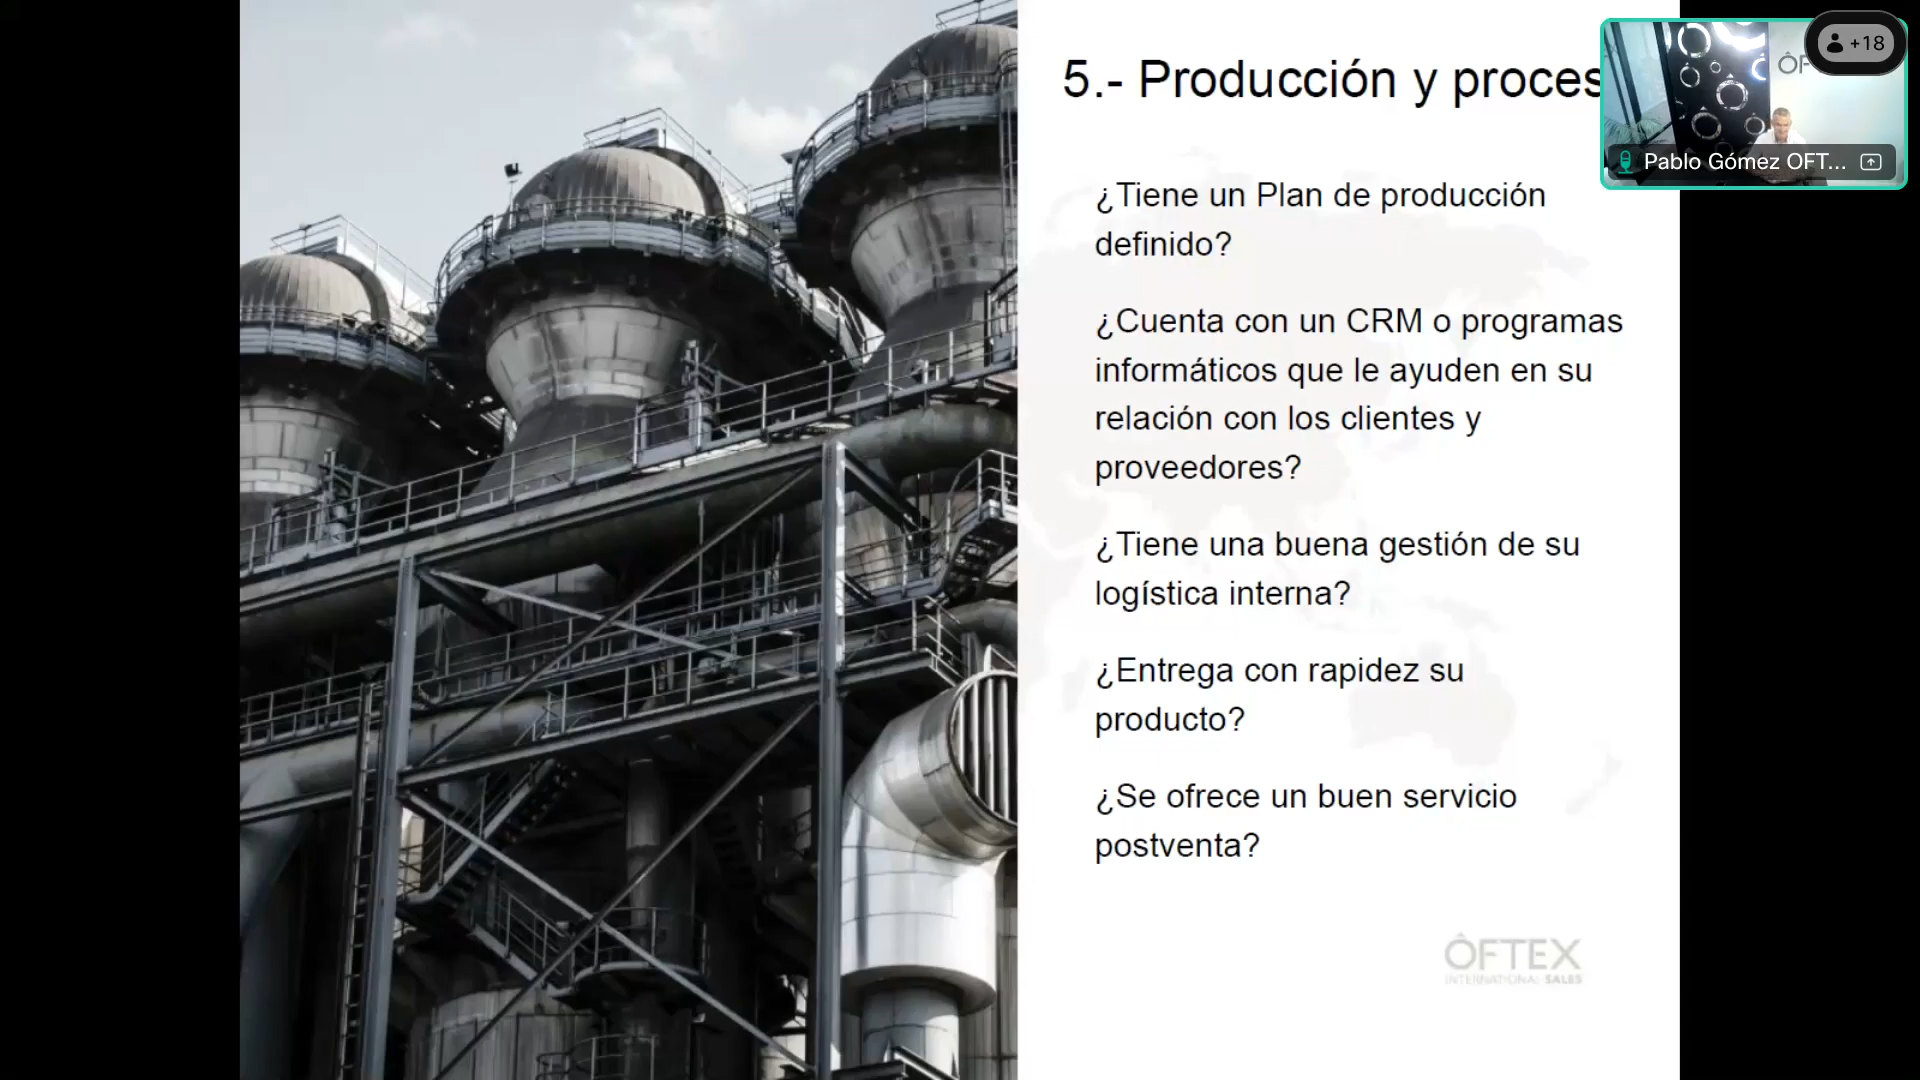 5.- Producción y proces
¿Tiene un Plan de producción
definido?
¿Cuenta con un CRM o programas
informáticos que le ayuden en su
relación con los clientes y
proveedores?
¿Tiene una buena gestión de su
logística interna?
¿Entrega con rapidez su
producto?
¿Se ofrece un buen servicio
postventa?
ÔFTEX
INTERNATIONAL SALES
+18
ÔF
Pablo Gómez OFT...